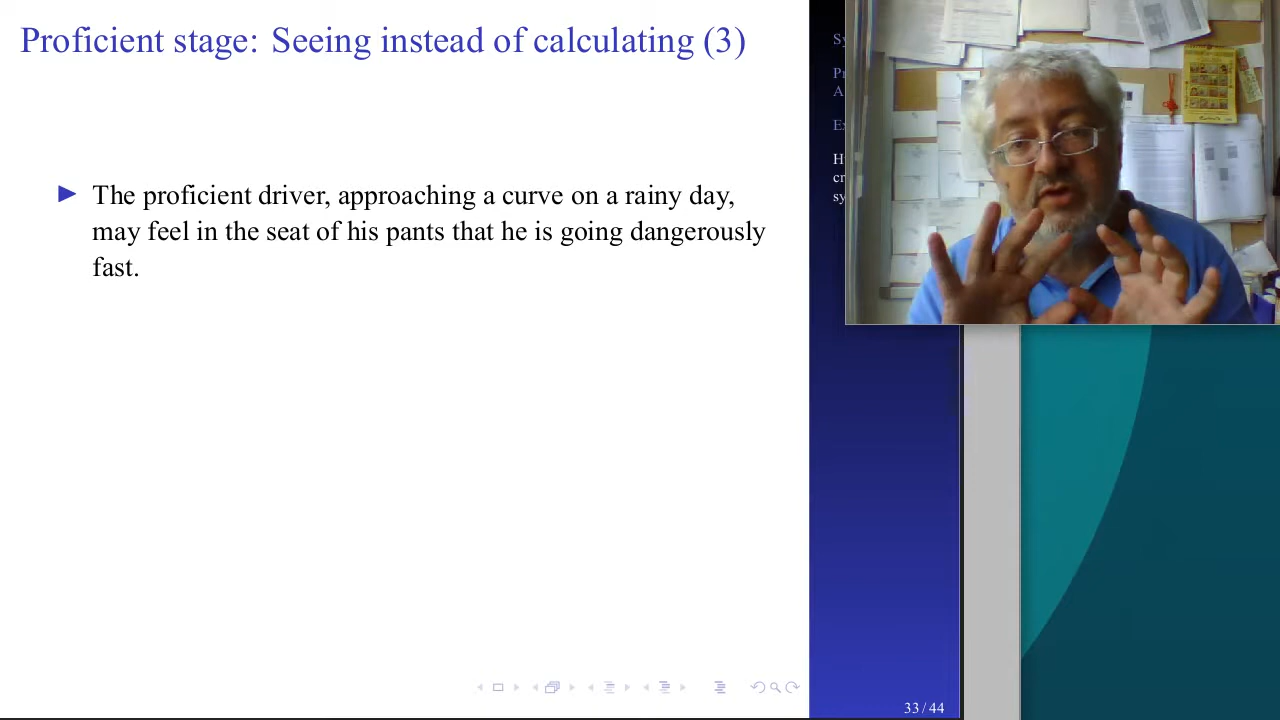 Proficient stage: Seeing instead of calculating (3)
The proficient driver, approaching a curve on a rainy day,
may feel in the seat of his pants that he is going dangerously
fast.
33 / 44